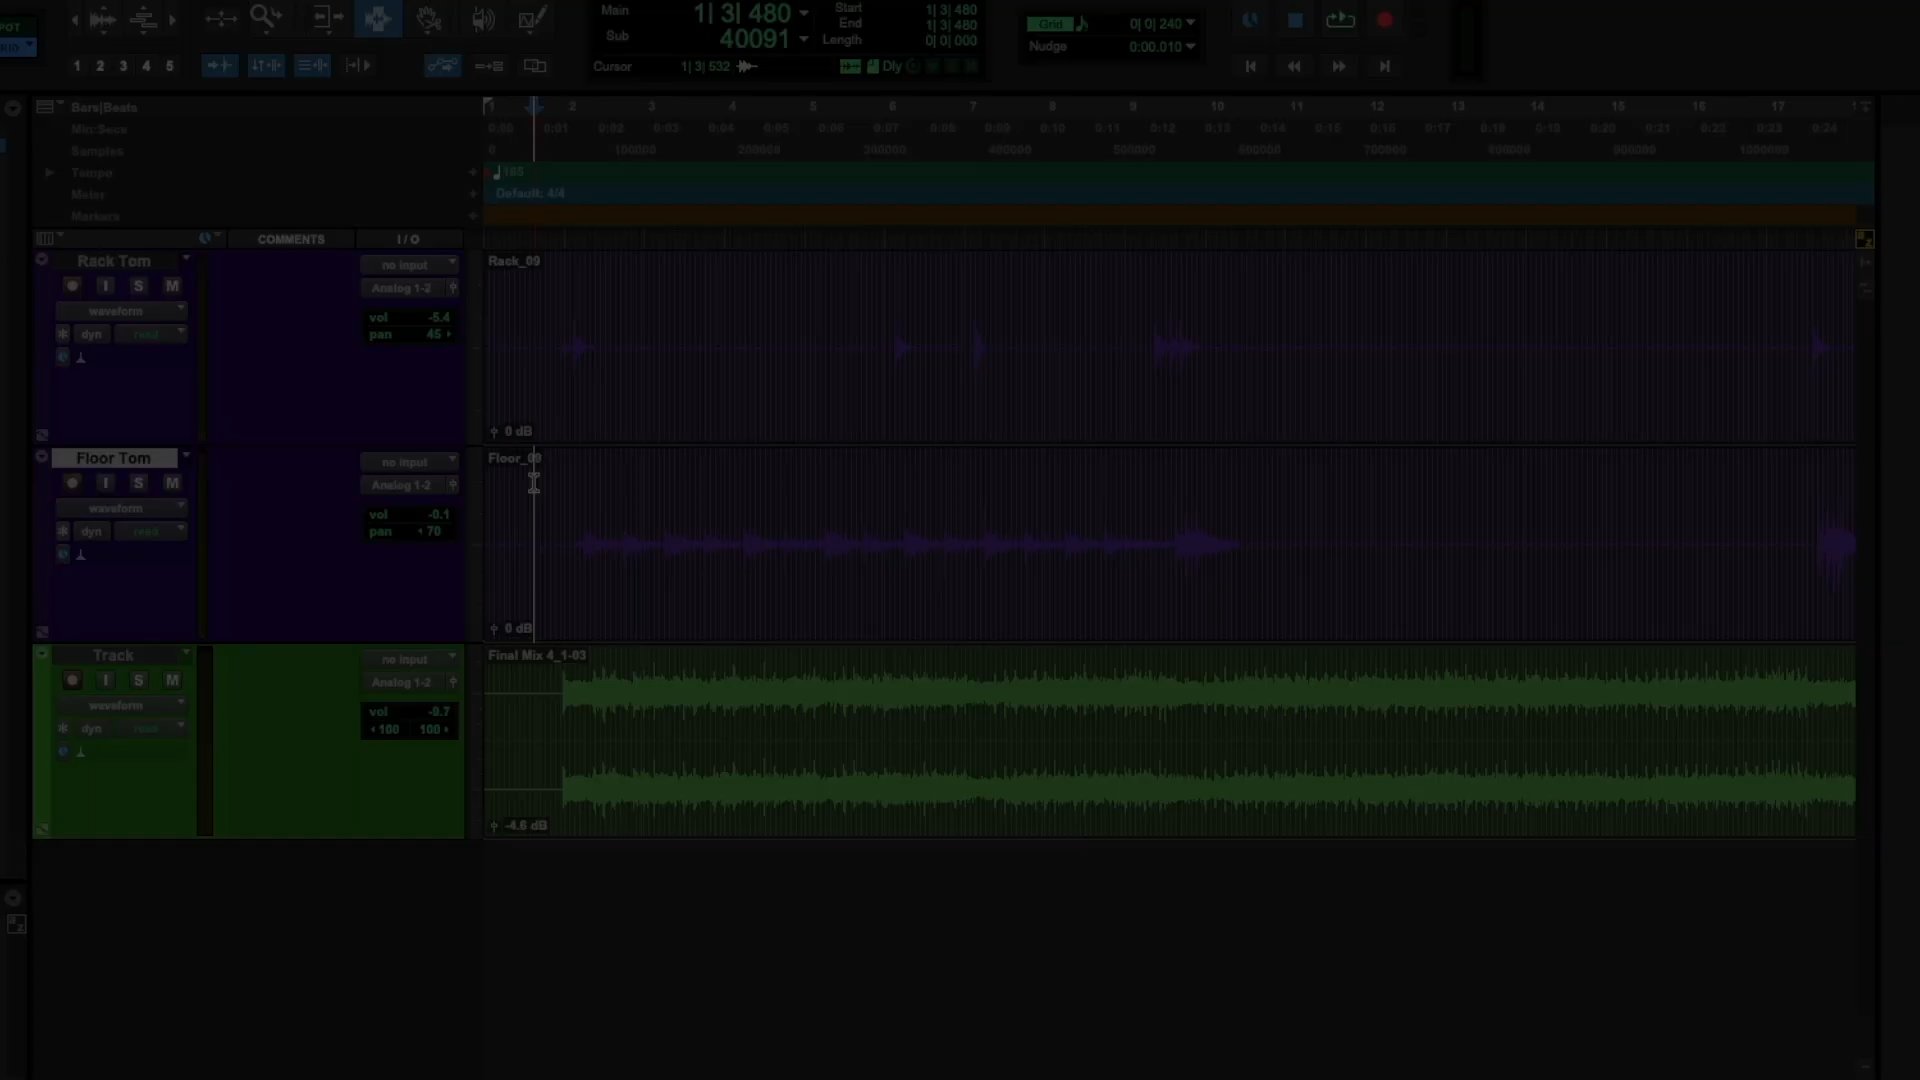 POT
Main 1| 3| 480
Sub 40091
Start 1| 3| 480
End 1| 3| 480
Length 0| 0| 000
Grid 0| 0| 240
Nudge 0:00.010
1 2 3 4 5
Cursor 1| 3| 532 Dly
Bars|Beats
1 2 3 4 5 6 7 8 9 10 11 12 13 14 15 16 17 1
Min:Secs
0:00 0:01 0:02 0:03 0:04 0:05 0:06 0:07 0:08 0:09 0:10 0:11 0:12 0:13 0:14 0:15 0:16 0:17 0:18 0:19 0:20 0:21 0:22 0:23 0:24
Samples
0 100000 200000 300000 400000 500000 600000 700000 800000 900000 1000000
Tempo
165
Meter
Default: 4/4
Markers
COMMENTS I / O
Rack Tom
no input
Rack_09
I S M
Analog 1-2
waveform
vol -5.4
dyn read
pan 45
0 dB
Floor Tom
no input
Floor_09
I S M
Analog 1-2
waveform
vol -0.1
dyn read
pan 70
0 dB
Track
no input
Final Mix 4_1-03
I S M
Analog 1-2
waveform
vol -0.7
dyn read
100 100
-4.6 dB